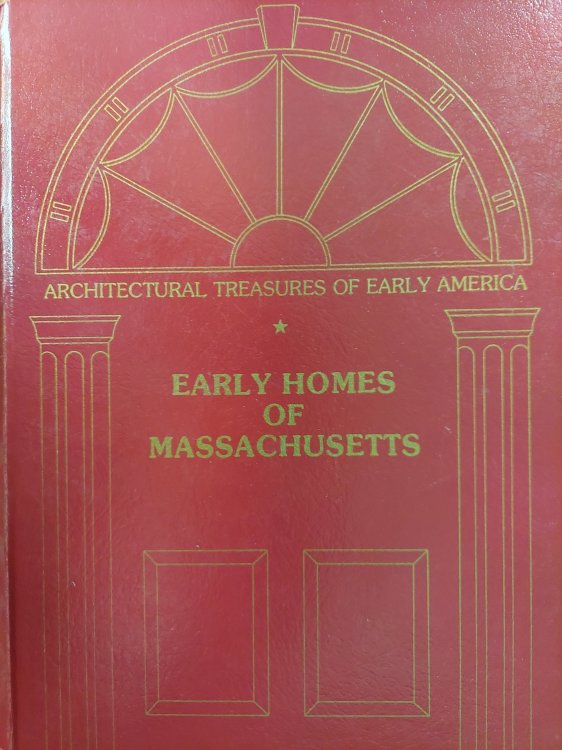 ARCHITECTURAL TREASURES OF EARLY AMERICA
EARLY HOMES
OF
MASSACHUSETTS